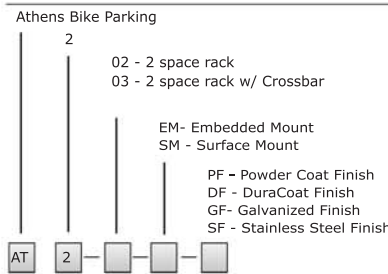 Athens Bike Parking
2
02 - 2 space rack
03 - 2 space rack w/ Crossbar
EM- Embedded Mount
SM - Surface Mount
PF - Powder Coat Finish
DF - DuraCoat Finish
GF- Galvanized Finish
SF - Stainless Steel Finish
AT 2 - - -